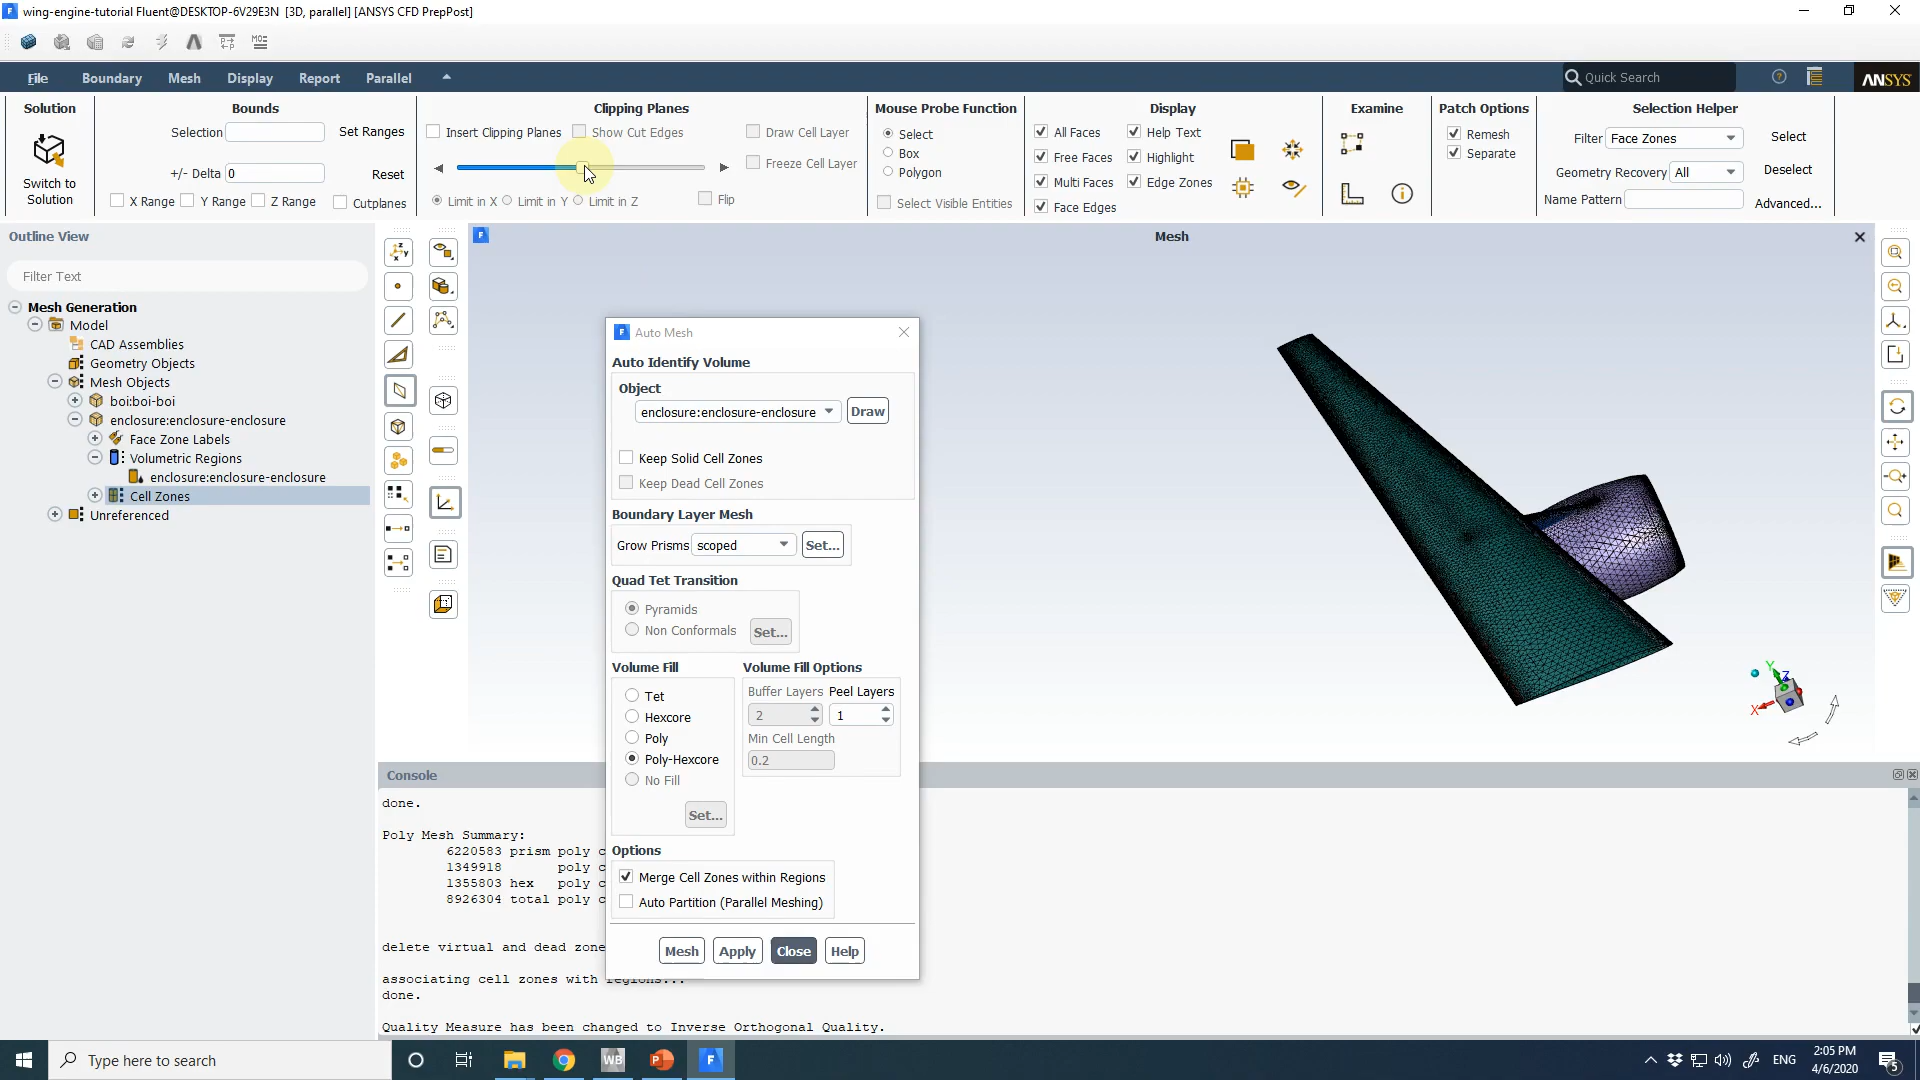 wing-engine-tutorial Fluent@DESKTOP-6V29E3N [3D, parallel] [ANSYS CFD PrepPost]
File Boundary Mesh Display Report Parallel
Quick Search
ANSYS
Solution
Switch to
Solution
Bounds
Selection
Set Ranges
+/- Delta 0
Reset
X Range Y Range Z Range Cutplanes
Clipping Planes
Insert Clipping Planes Show Cut Edges Draw Cell Layer
Freeze Cell Layer
Limit in X Limit in Y Limit in Z Flip
Mouse Probe Function
Select
Box
Polygon
Select Visible Entities
Display
All Faces Help Text
Free Faces Highlight
Multi Faces Edge Zones
Face Edges
Examine
Patch Options
Remesh
Separate
Selection Helper
Filter Face Zones Select
Geometry Recovery All Deselect
Name Pattern Advanced...
Outline View
Filter Text
Mesh Generation
Model
CAD Assemblies
Geometry Objects
Mesh Objects
boi:boi-boi
enclosure:enclosure-enclosure
Face Zone Labels
Volumetric Regions
enclosure:enclosure-enclosure
Cell Zones
Unreferenced
Mesh
Y
Z
X
Auto Mesh
Auto Identify Volume
Object
enclosure:enclosure-enclosure Draw
Keep Solid Cell Zones
Keep Dead Cell Zones
Boundary Layer Mesh
Grow Prisms scoped Set...
Quad Tet Transition
Pyramids
Non Conformals Set...
Volume Fill
Tet
Hexcore
Poly
Poly-Hexcore
No Fill
Set...
Volume Fill Options
Buffer Layers Peel Layers
2 1
Min Cell Length
0.2
Options
Merge Cell Zones within Regions
Auto Partition (Parallel Meshing)
Mesh Apply Close Help
Console
done.
Poly Mesh Summary:
6220583 prism poly c
1349918 poly c
1355803 hex poly c
8926304 total poly c
delete virtual and dead zone
associating cell zones with regions...
done.
Quality Measure has been changed to Inverse Orthogonal Quality.
Type here to search
WB
ENG
2:05 PM
4/6/2020
5